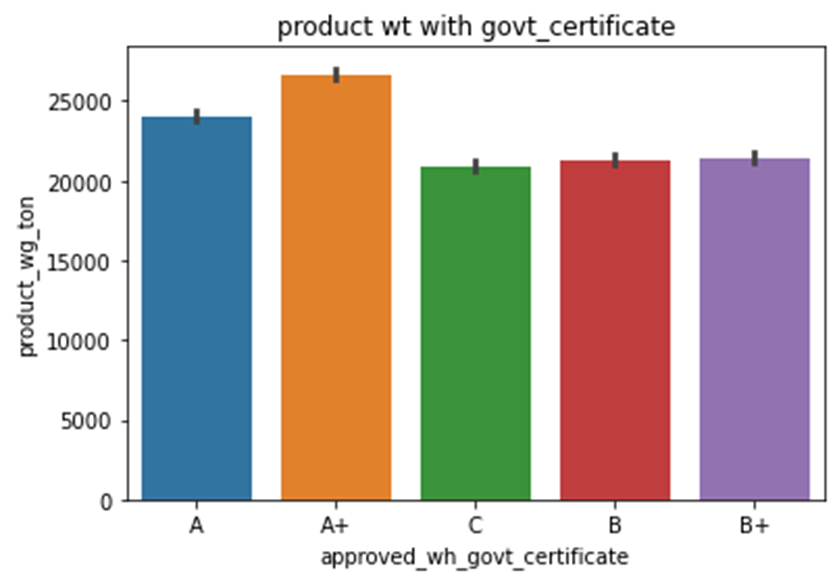 product wt with govt_certificate
product_wg_ton
25000
20000
15000
10000
5000
0
A
A+
C
B
B+
approved_wh_govt_certificate